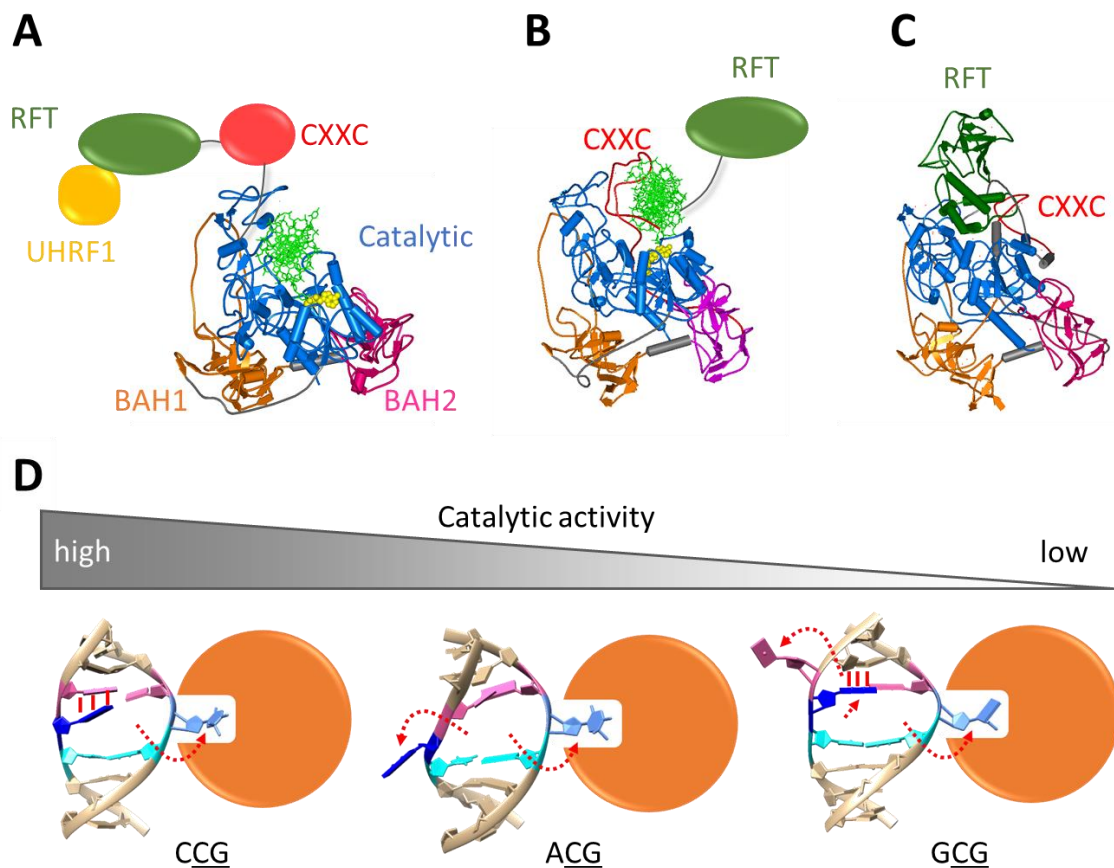 A
RFT
CXXC
UHRF1
Catalytic
BAH1
BAH2
B
RFT
CXXC
C
RFT
CXXC
D
Catalytic activity
high
low
CCG
ACG
GCG